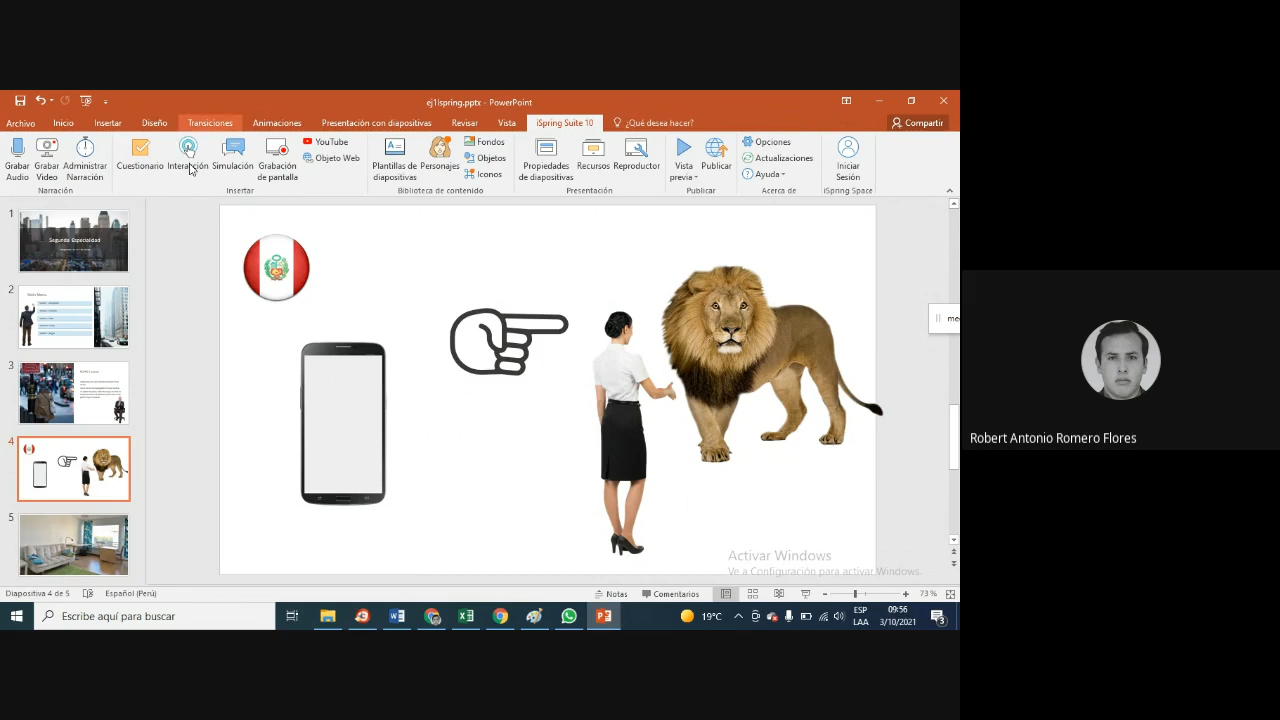 ej1Ispring.pptx - PowerPoint
Archivo Inicio Insertar Diseño Transiciones Animaciones Presentación con diapositivas Revisar Vista iSpring Suite 10 ¿Qué desea hacer? Compartir
Grabar Audio
Grabar Video
Administrar Narración
Narración
Cuestionario
Interacción
Simulación
Grabación de pantalla
YouTube
Objeto Web
Insertar
Plantillas de diapositivas
Personajes
Fondos
Objetos
Iconos
Biblioteca de contenido
Propiedades de diapositivas
Recursos
Reproductor
Presentación
Vista previa
Publicar
Publicar
Opciones
Actualizaciones
Ayuda
Acerca de
Iniciar Sesión
iSpring Space
1
Segunda Especialidad
2
3
4
5
me
Activar Windows
Ve a Configuración para activar Windows.
Diapositiva 4 de 5 Español (Perú) Notas Comentarios 73 %
Escribe aquí para buscar
19°C
ESP
LAA
09:56
3/10/2021
3
Robert Antonio Romero Flores